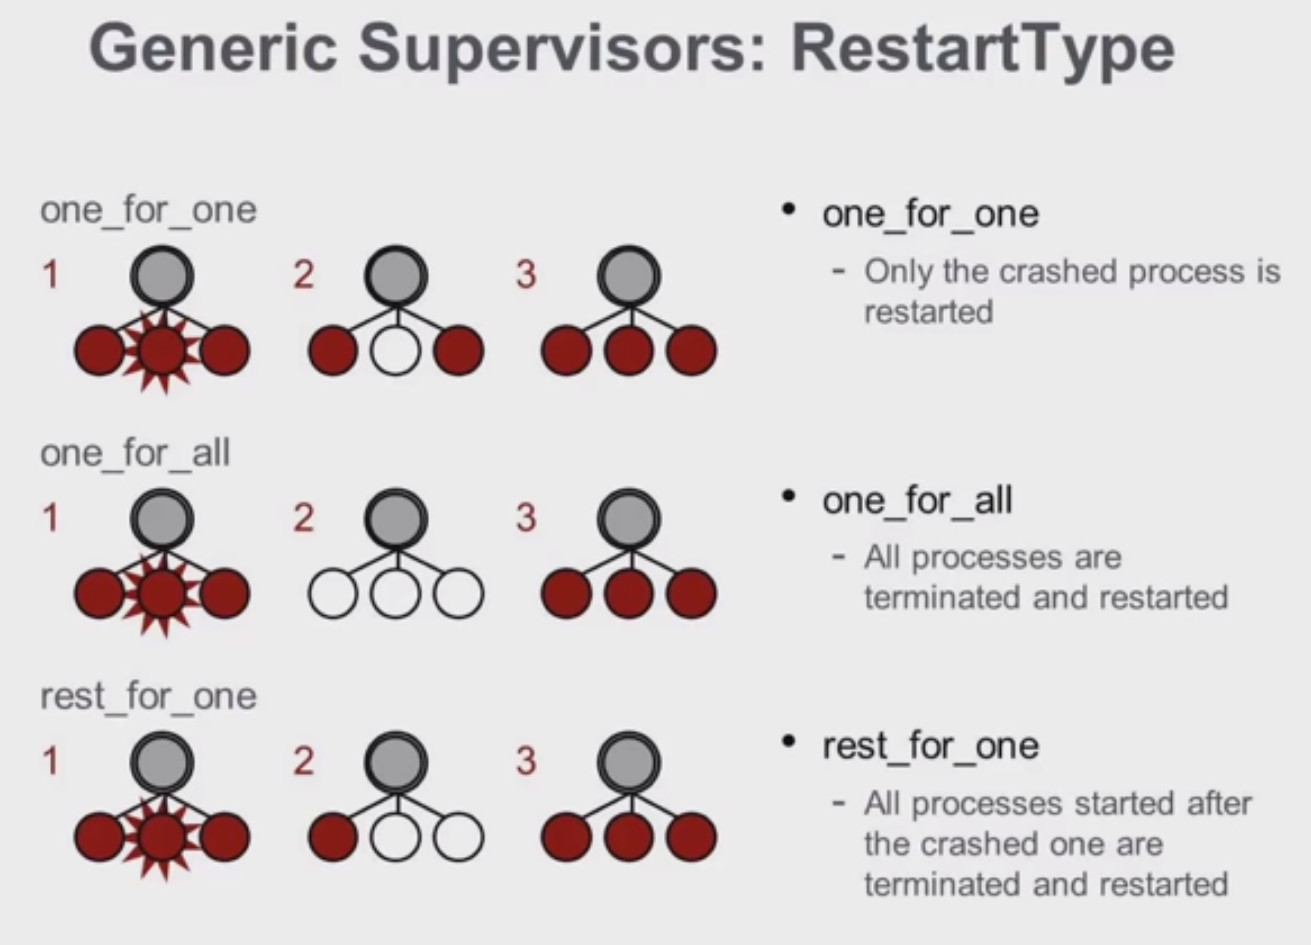 Generic Supervisors: RestartType
one_for_one
1 2 3
one_for_all
1 2 3
rest_for_one
1 2 3
• one_for_one
- Only the crashed process is
restarted
• one_for_all
- All processes are
terminated and restarted
• rest_for_one
- All processes started after
the crashed one are
terminated and restarted